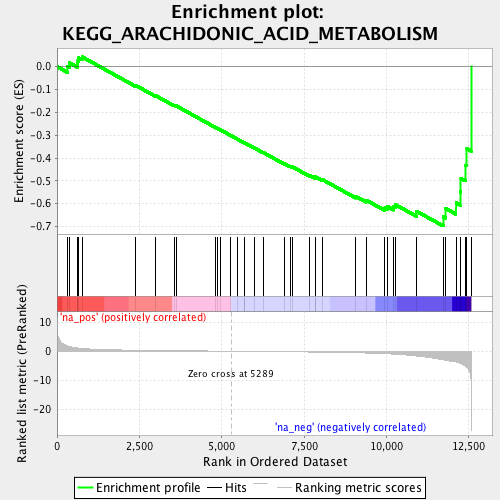 Enrichment plot:
KEGG_ARACHIDONIC_ACID_METABOLISM
Enrichment score (ES)
0.0
-0.1
-0.2
-0.3
-0.4
-0.5
-0.6
-0.7
'na_pos' (positively correlated)
Ranked list metric (PreRanked)
10
5
0
-5
-10
-15
-20
Zero cross at 5289
'na_neg' (negatively correlated)
0
2,500
5,000
7,500
10,000
12,500
Rank in Ordered Dataset
Enrichment profile
Hits
Ranking metric scores